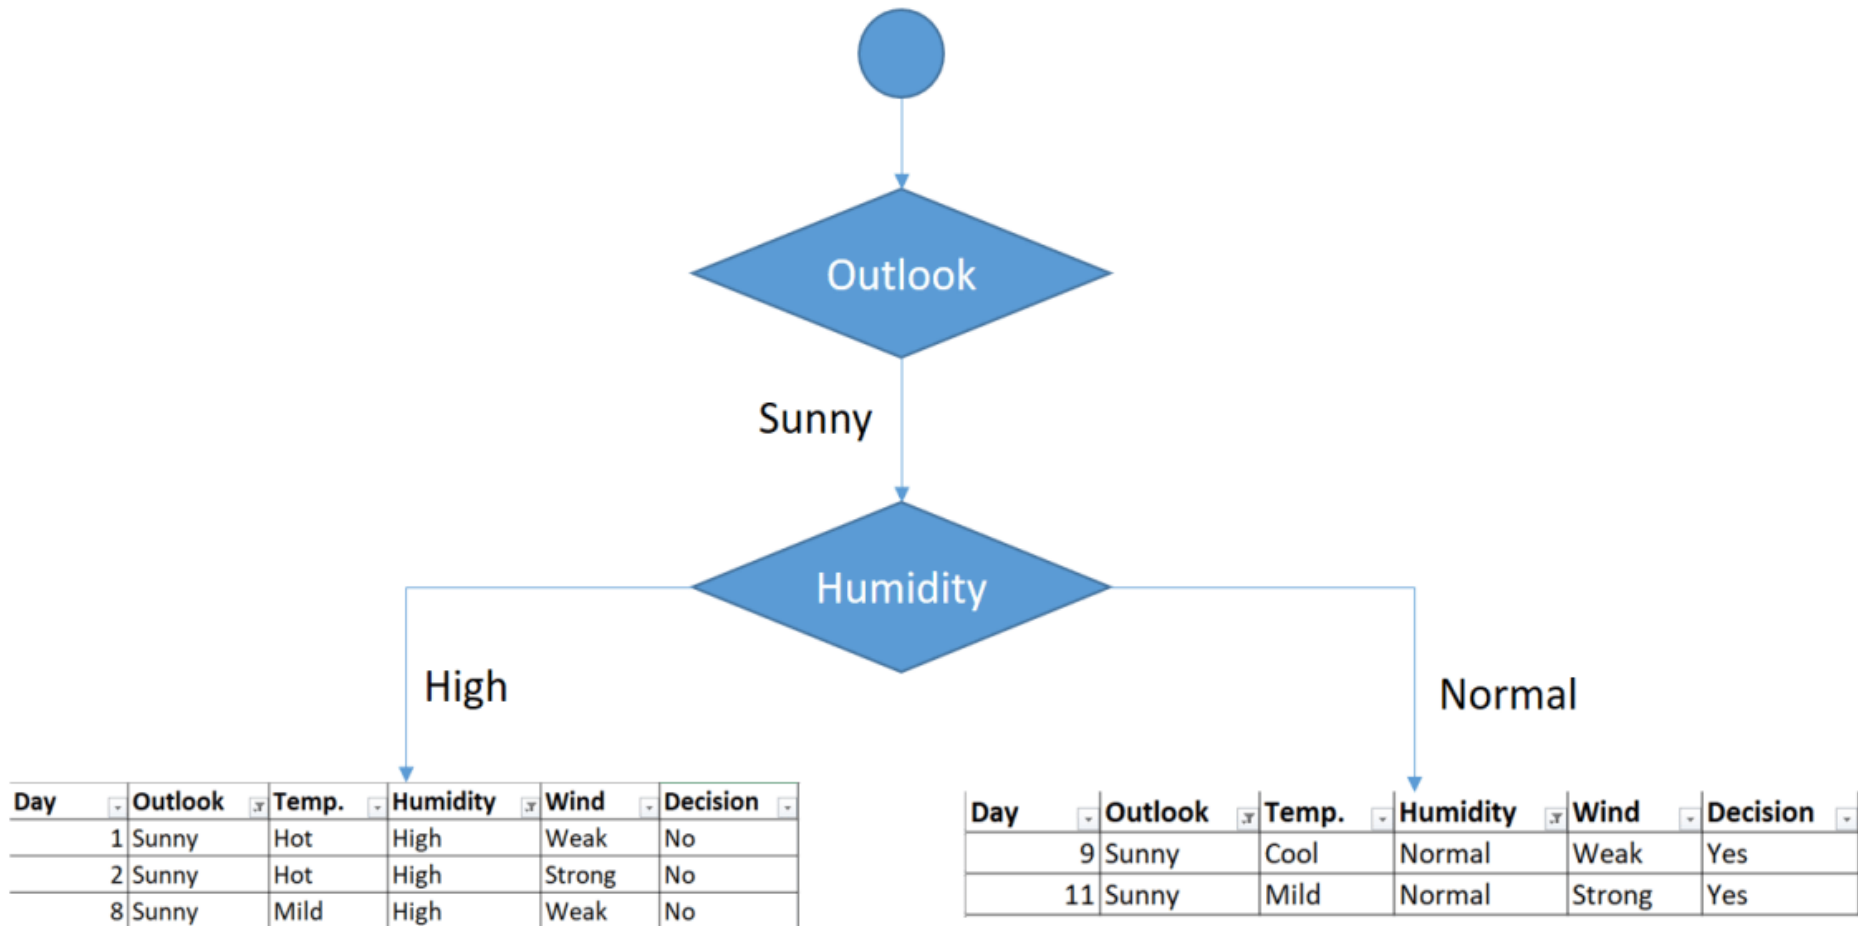 Outlook
Sunny
Humidity
High
Normal
Day Outlook Temp. Humidity Wind Decision
1 Sunny Hot High Weak No
2 Sunny Hot High Strong No
8 Sunny Mild High Weak No
Day Outlook Temp. Humidity Wind Decision
9 Sunny Cool Normal Weak Yes
11 Sunny Mild Normal Strong Yes